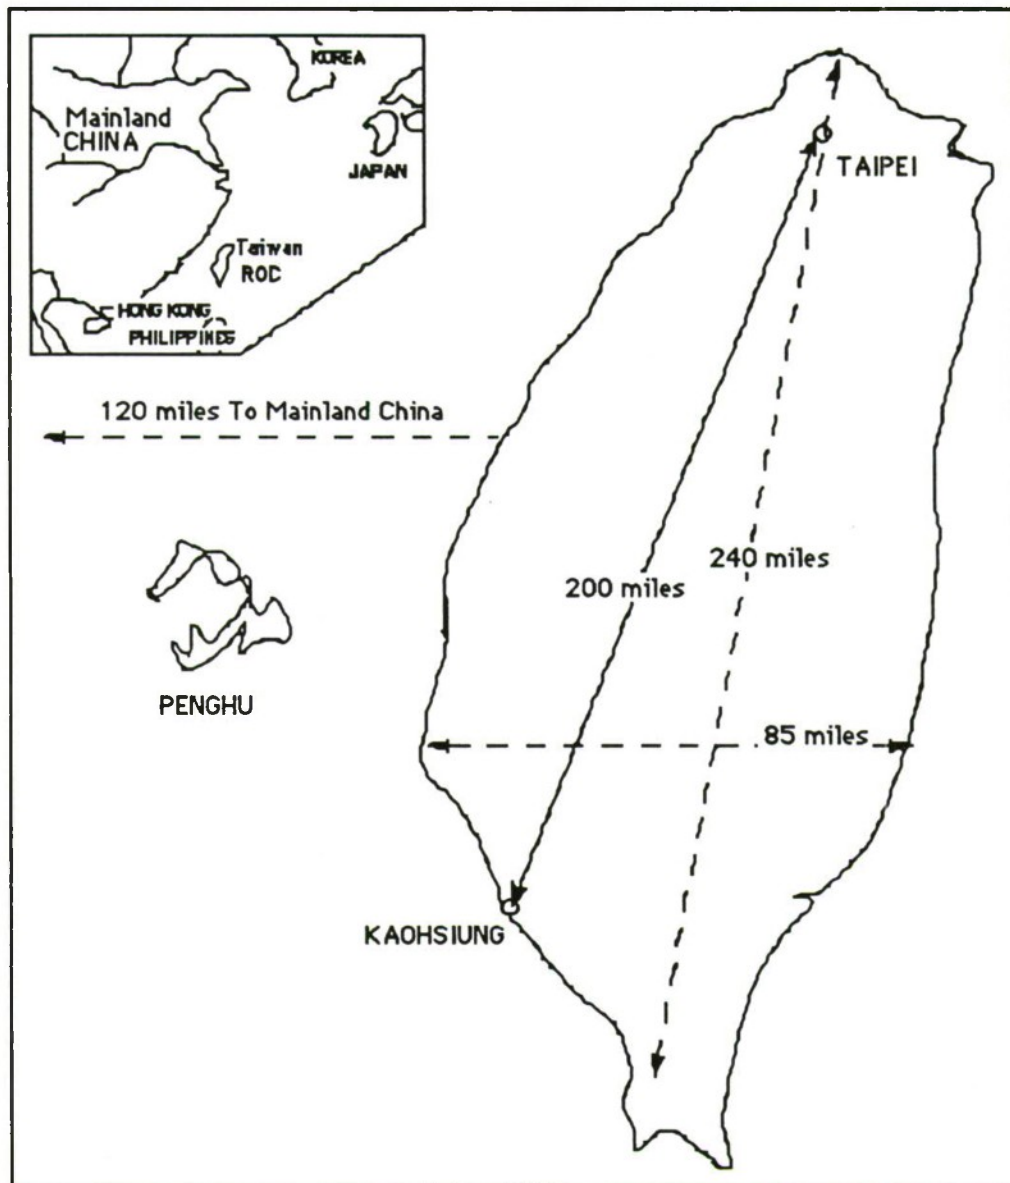 KOREA
Mainland
CHINA
JAPAN
Taiwan
ROC
HONG KONG
PHILIPPINES
TAIPEI
120 miles To Mainland China
240 miles
200 miles
PENGHU
85 miles
KAOHSIUNG